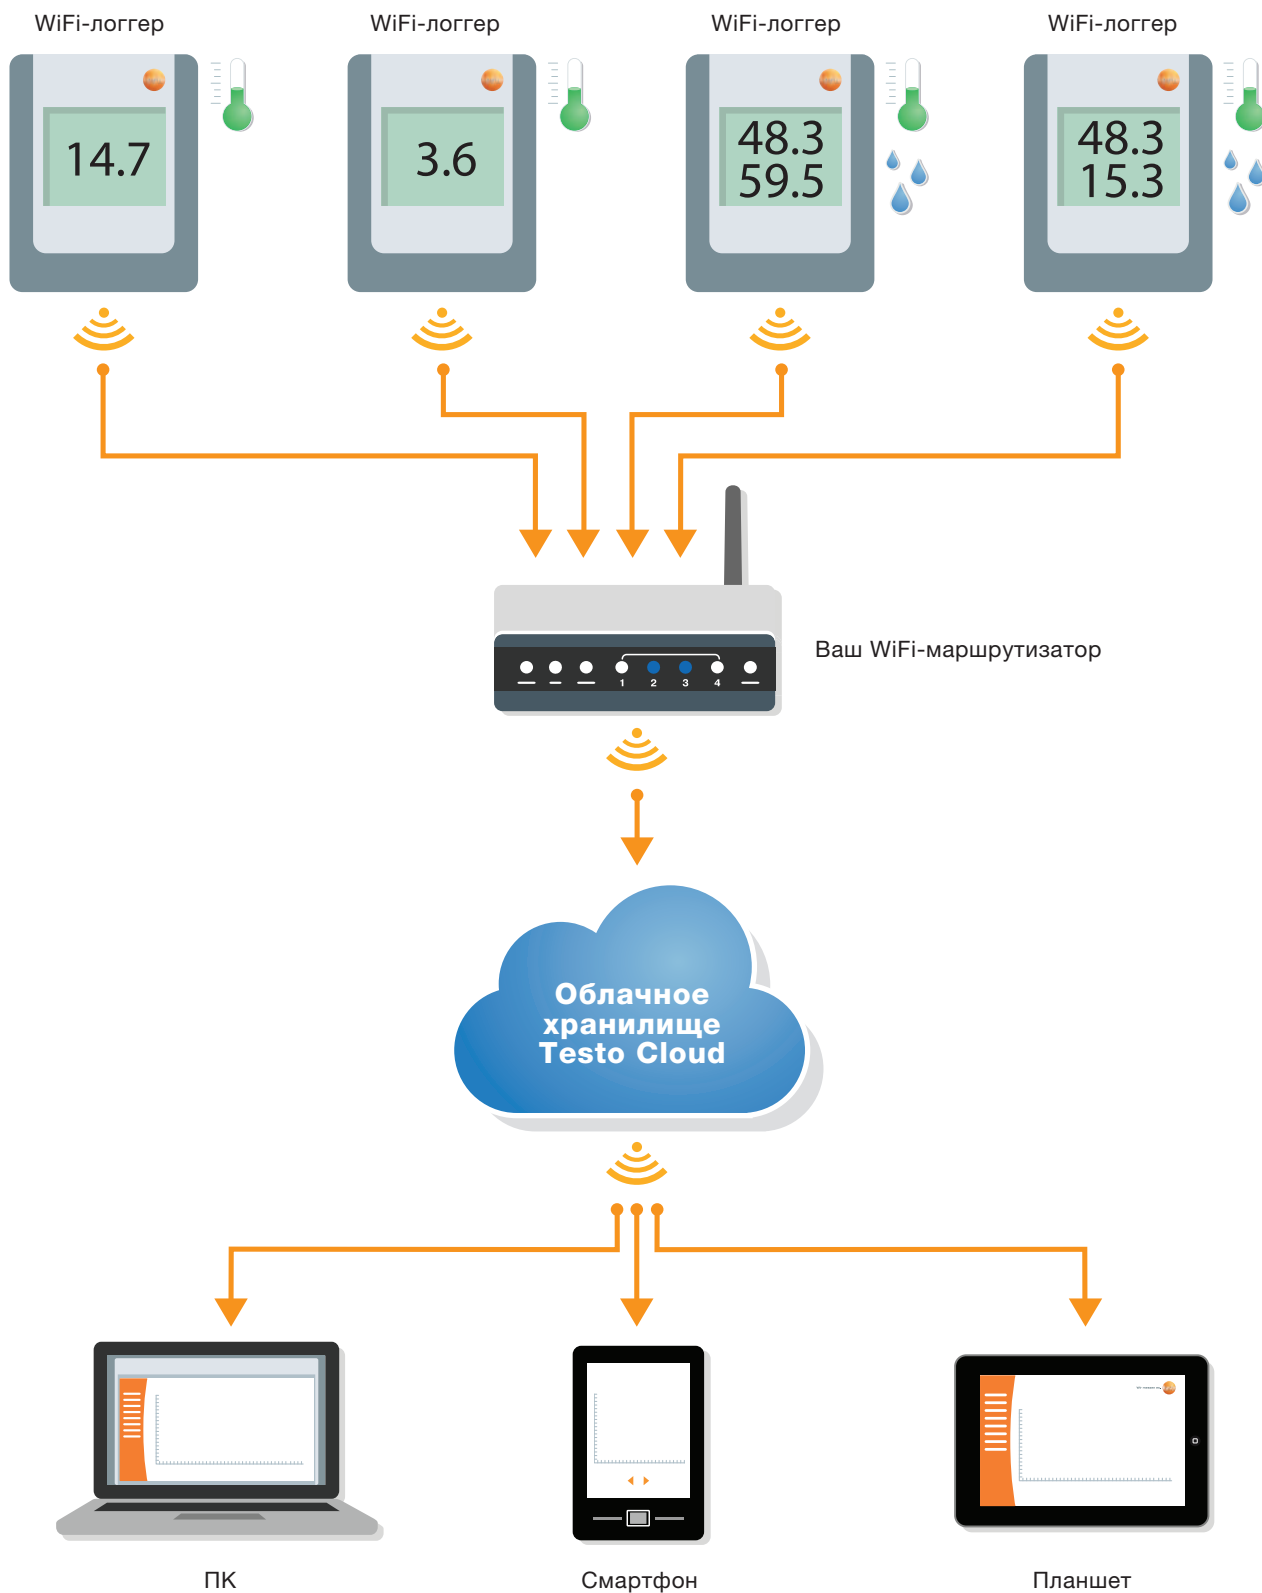 WiFi-логгер
WiFi-логгер
WiFi-логгер
WiFi-логгер
14.7
3.6
48.3
59.5
48.3
15.3
Ваш WiFi-маршрутизатор
1 2 3 4
Облачное
хранилище
Testo Cloud
ПК
Смартфон
Планшет